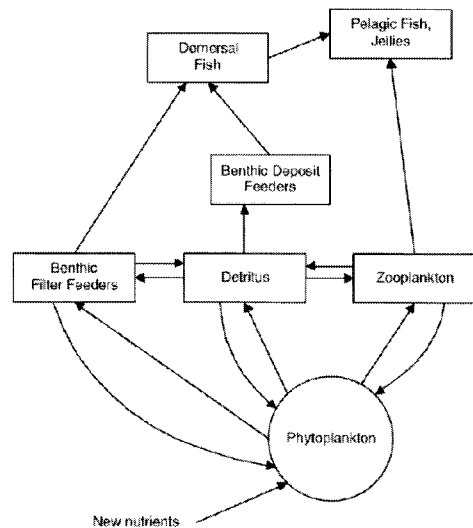 Pelagic Fish,
Jellies
Demersal
Fish
Benthic Deposit
Feeders
Benthic
Filter Feeders
Detritus
Zooplankton
Phytoplankton
New nutrients